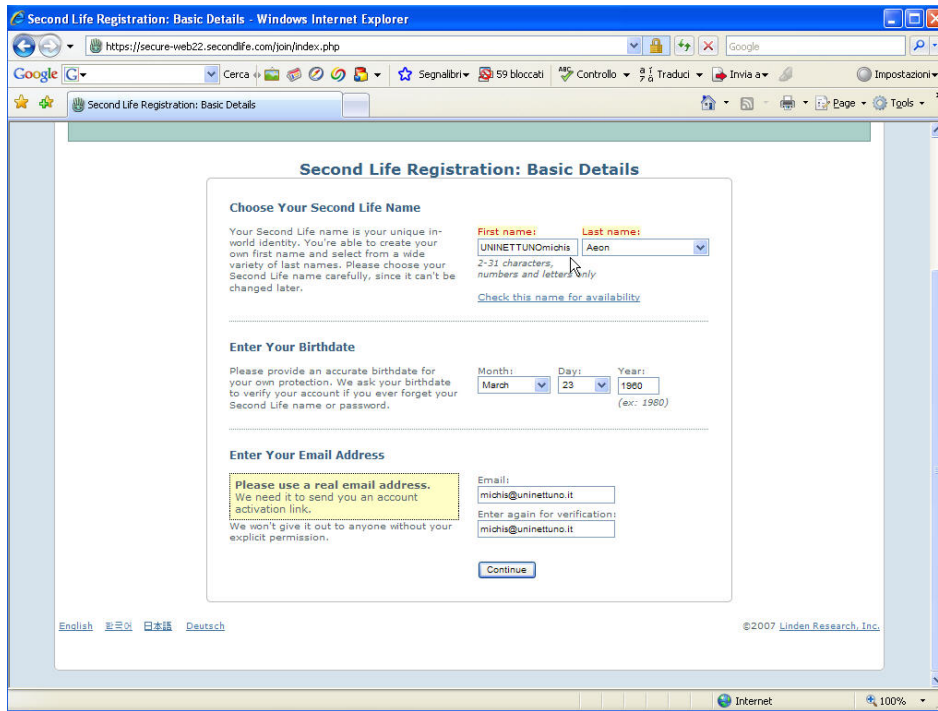 Second Life Registration: Basic Details - Windows Internet Explorer
https://secure-web22.secondlife.com/join/index.php
Google
Google G Cerca Segnalibri 59 bloccati Controllo Traduci Invia a Impostazioni
Second Life Registration: Basic Details Page Tools
Second Life Registration: Basic Details
Choose Your Second Life Name
Your Second Life name is your unique in-
world identity. You're able to create your
own first name and select from a wide
variety of last names. Please choose your
Second Life name carefully, since it can't be
changed later.
First name: Last name:
UNINETTUNOmichis Aeon
2-31 characters,
numbers and letters only
Check this name for availability
Enter Your Birthdate
Please provide an accurate birthdate for
your own protection. We ask your birthdate
to verify your account if you ever forget your
Second Life name or password.
Month: Day: Year:
March 23 1960
(ex: 1980)
Enter Your Email Address
Please use a real email address.
We need it to send you an account
activation link.
We won't give it out to anyone without your
explicit permission.
Email:
michis@uninettuno.it
Enter again for verification:
michis@uninettuno.it
Continue
English 한국어 日本語 Deutsch
©2007 Linden Research, Inc.
Internet 100%